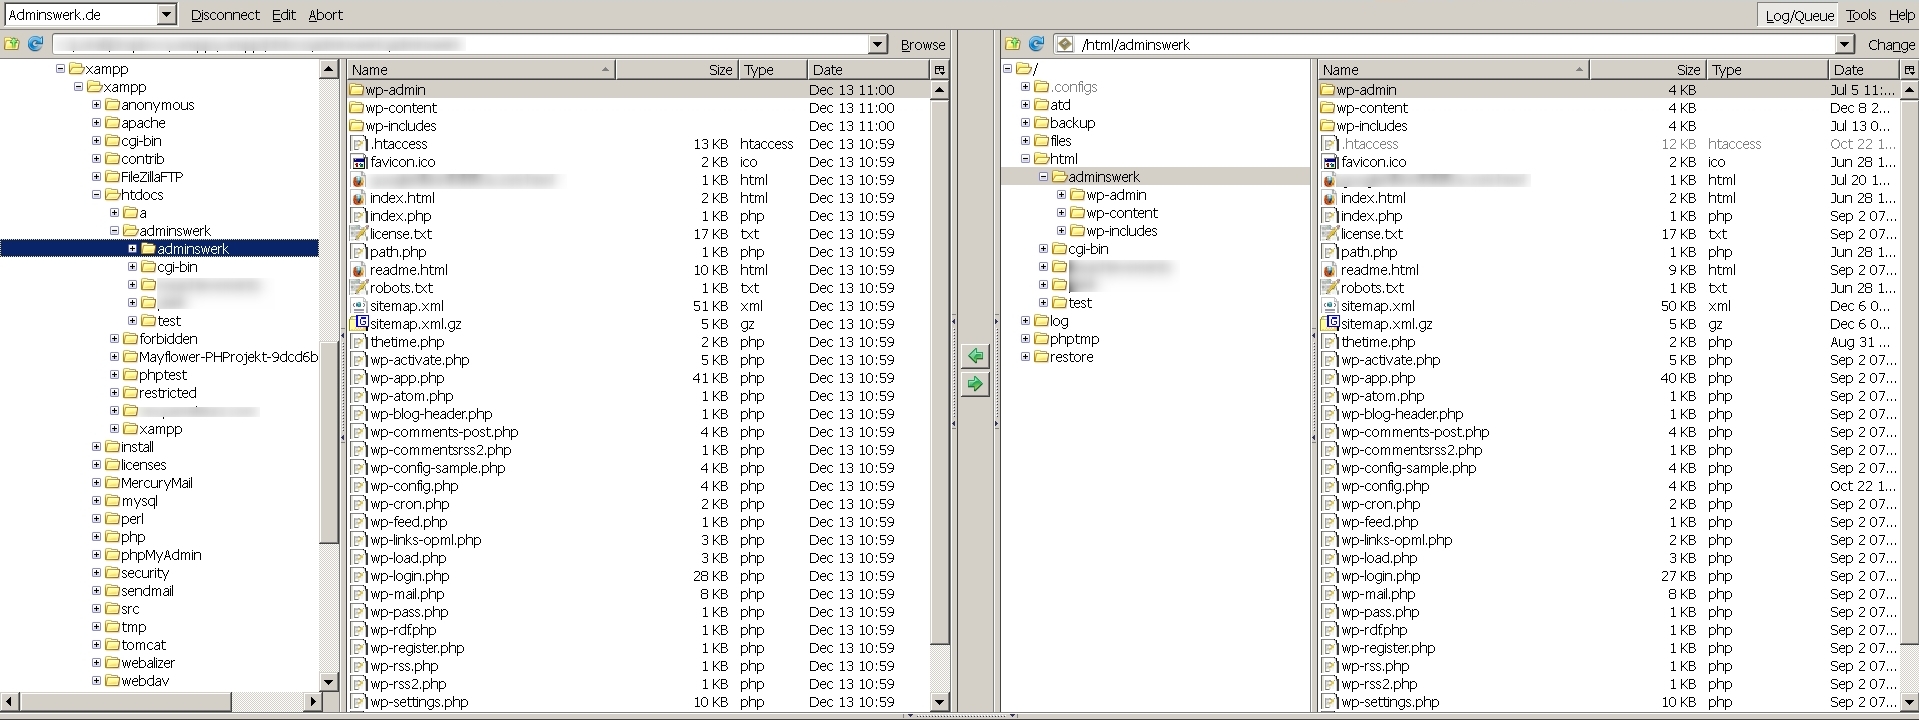 Adminswerk.de Disconnect Edit Abort Log/Queue Tools Help
Browse /html/adminswerk Change
xampp
xampp
anonymous
apache
cgi-bin
contrib
FileZillaFTP
htdocs
a
adminswerk
adminswerk
cgi-bin
test
forbidden
Mayflower-PHProjekt-9dcd6b
phptest
restricted
xampp
install
licenses
MercuryMail
mysql
perl
php
phpMyAdmin
security
sendmail
src
tmp
tomcat
webalizer
webdav
Name Size Type Date
wp-admin Dec 13 11:00
wp-content Dec 13 11:00
wp-includes Dec 13 11:00
.htaccess 13 KB htaccess Dec 13 10:59
favicon.ico 2 KB ico Dec 13 10:59
1 KB html Dec 13 10:59
index.html 2 KB html Dec 13 10:59
index.php 1 KB php Dec 13 10:59
license.txt 17 KB txt Dec 13 10:59
path.php 1 KB php Dec 13 10:59
readme.html 10 KB html Dec 13 10:59
robots.txt 1 KB txt Dec 13 10:59
sitemap.xml 51 KB xml Dec 13 10:59
sitemap.xml.gz 5 KB gz Dec 13 10:59
thetime.php 2 KB php Dec 13 10:59
wp-activate.php 5 KB php Dec 13 10:59
wp-app.php 41 KB php Dec 13 10:59
wp-atom.php 1 KB php Dec 13 10:59
wp-blog-header.php 1 KB php Dec 13 10:59
wp-comments-post.php 4 KB php Dec 13 10:59
wp-commentsrss2.php 1 KB php Dec 13 10:59
wp-config-sample.php 4 KB php Dec 13 10:59
wp-config.php 4 KB php Dec 13 10:59
wp-cron.php 2 KB php Dec 13 10:59
wp-feed.php 1 KB php Dec 13 10:59
wp-links-opml.php 3 KB php Dec 13 10:59
wp-load.php 3 KB php Dec 13 10:59
wp-login.php 28 KB php Dec 13 10:59
wp-mail.php 8 KB php Dec 13 10:59
wp-pass.php 1 KB php Dec 13 10:59
wp-rdf.php 1 KB php Dec 13 10:59
wp-register.php 1 KB php Dec 13 10:59
wp-rss.php 1 KB php Dec 13 10:59
wp-rss2.php 1 KB php Dec 13 10:59
wp-settings.php 10 KB php Dec 13 10:59
/
.configs
atd
backup
files
html
adminswerk
wp-admin
wp-content
wp-includes
cgi-bin
test
log
phptmp
restore
Name Size Type Date
wp-admin 4 KB Jul 5 11:...
wp-content 4 KB Dec 8 2...
wp-includes 4 KB Jul 13 0...
.htaccess 12 KB htaccess Oct 22 1...
favicon.ico 2 KB ico Jun 28 1...
1 KB html Jul 20 1...
index.html 2 KB html Jun 28 1...
index.php 1 KB php Sep 2 07...
license.txt 17 KB txt Sep 2 07...
path.php 1 KB php Jun 28 1...
readme.html 9 KB html Sep 2 07...
robots.txt 1 KB txt Jun 28 1...
sitemap.xml 50 KB xml Dec 6 0...
sitemap.xml.gz 5 KB gz Dec 6 0...
thetime.php 2 KB php Aug 31 ...
wp-activate.php 5 KB php Sep 2 07...
wp-app.php 40 KB php Sep 2 07...
wp-atom.php 1 KB php Sep 2 07...
wp-blog-header.php 1 KB php Sep 2 07...
wp-comments-post.php 4 KB php Sep 2 07...
wp-commentsrss2.php 1 KB php Sep 2 07...
wp-config-sample.php 4 KB php Sep 2 07...
wp-config.php 4 KB php Oct 22 1...
wp-cron.php 2 KB php Sep 2 07...
wp-feed.php 1 KB php Sep 2 07...
wp-links-opml.php 2 KB php Sep 2 07...
wp-load.php 3 KB php Sep 2 07...
wp-login.php 27 KB php Sep 2 07...
wp-mail.php 8 KB php Sep 2 07...
wp-pass.php 1 KB php Sep 2 07...
wp-rdf.php 1 KB php Sep 2 07...
wp-register.php 1 KB php Sep 2 07...
wp-rss.php 1 KB php Sep 2 07...
wp-rss2.php 1 KB php Sep 2 07...
wp-settings.php 10 KB php Sep 2 07...